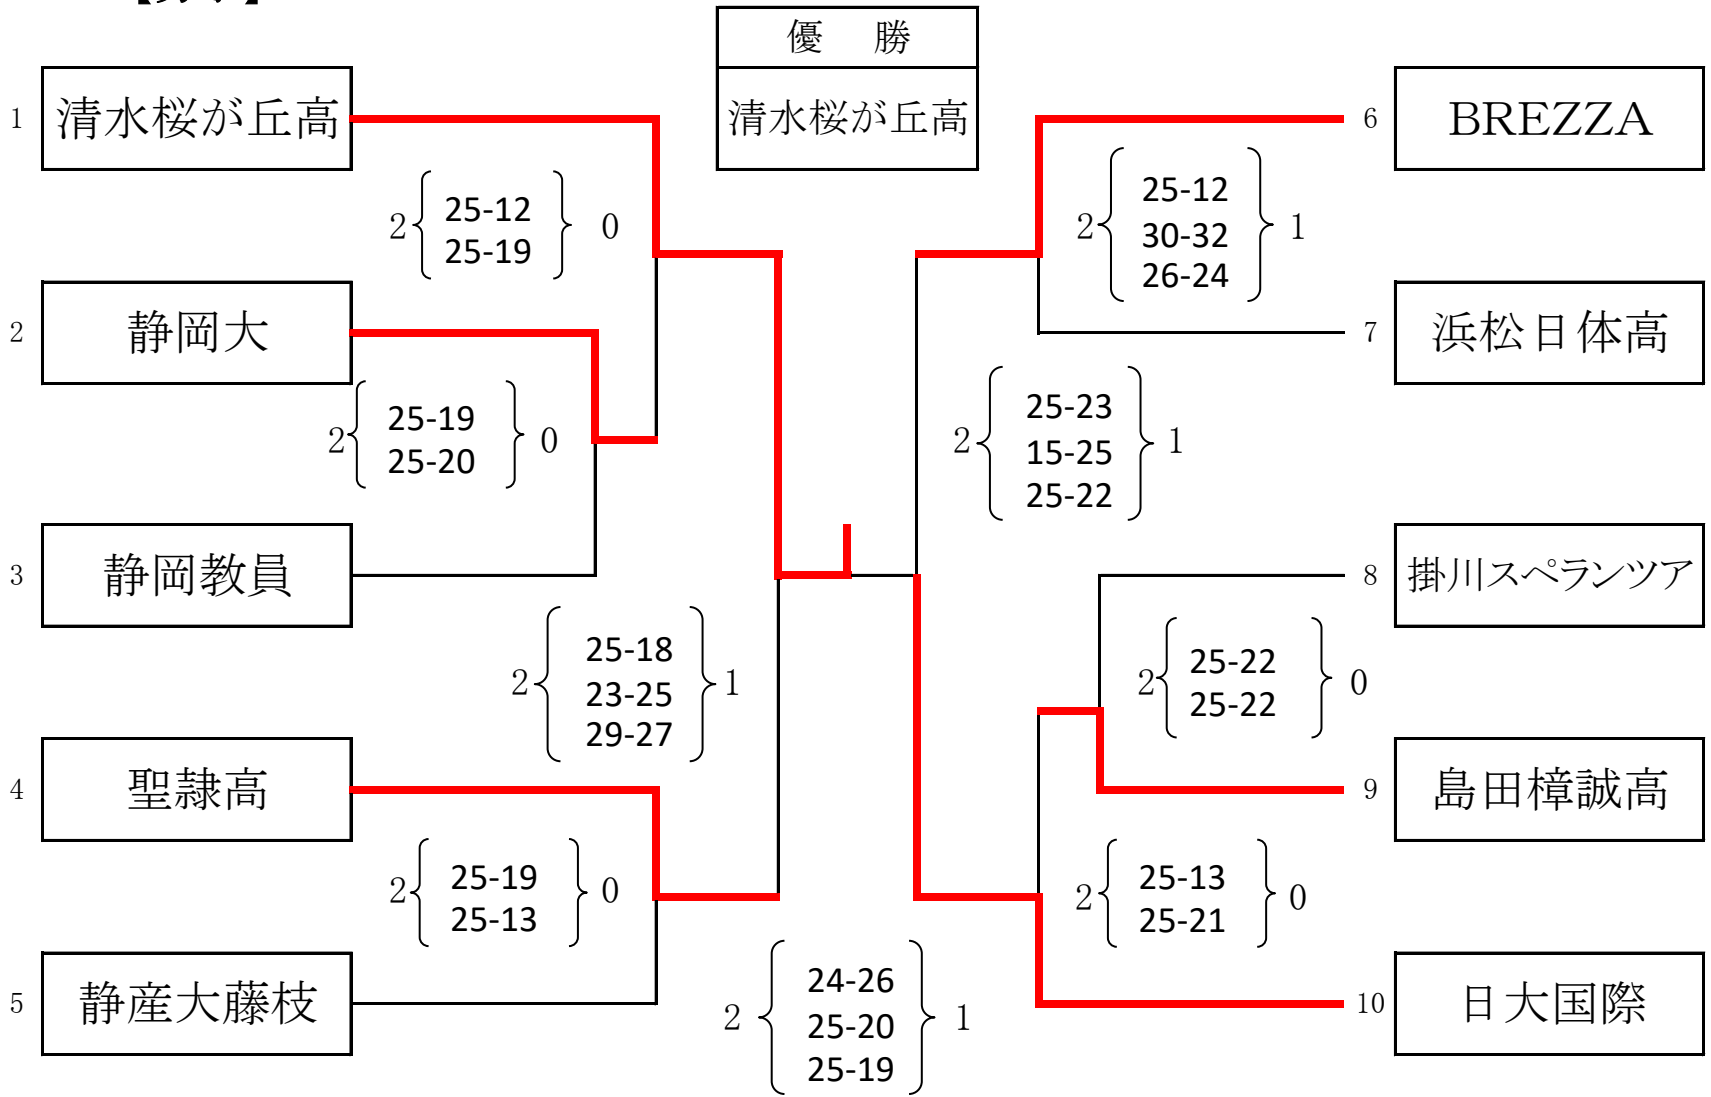 優 勝
清水桜が丘高
1 清水桜が丘高
2 25-12 0
25-19
2 静岡大
2 25-19 0
25-20
3 静岡教員
2 25-18 1
23-25
29-27
4 聖隷高
2 25-19 0
25-13
5 静産大藤枝
2 24-26 1
25-20
25-19
6 BREZZA
2 25-12 1
30-32
26-24
7 浜松日体高
2 25-23 1
15-25
25-22
8 掛川スペランツア
2 25-22 0
25-22
9 島田樟誠高
2 25-13 0
25-21
10 日大国際